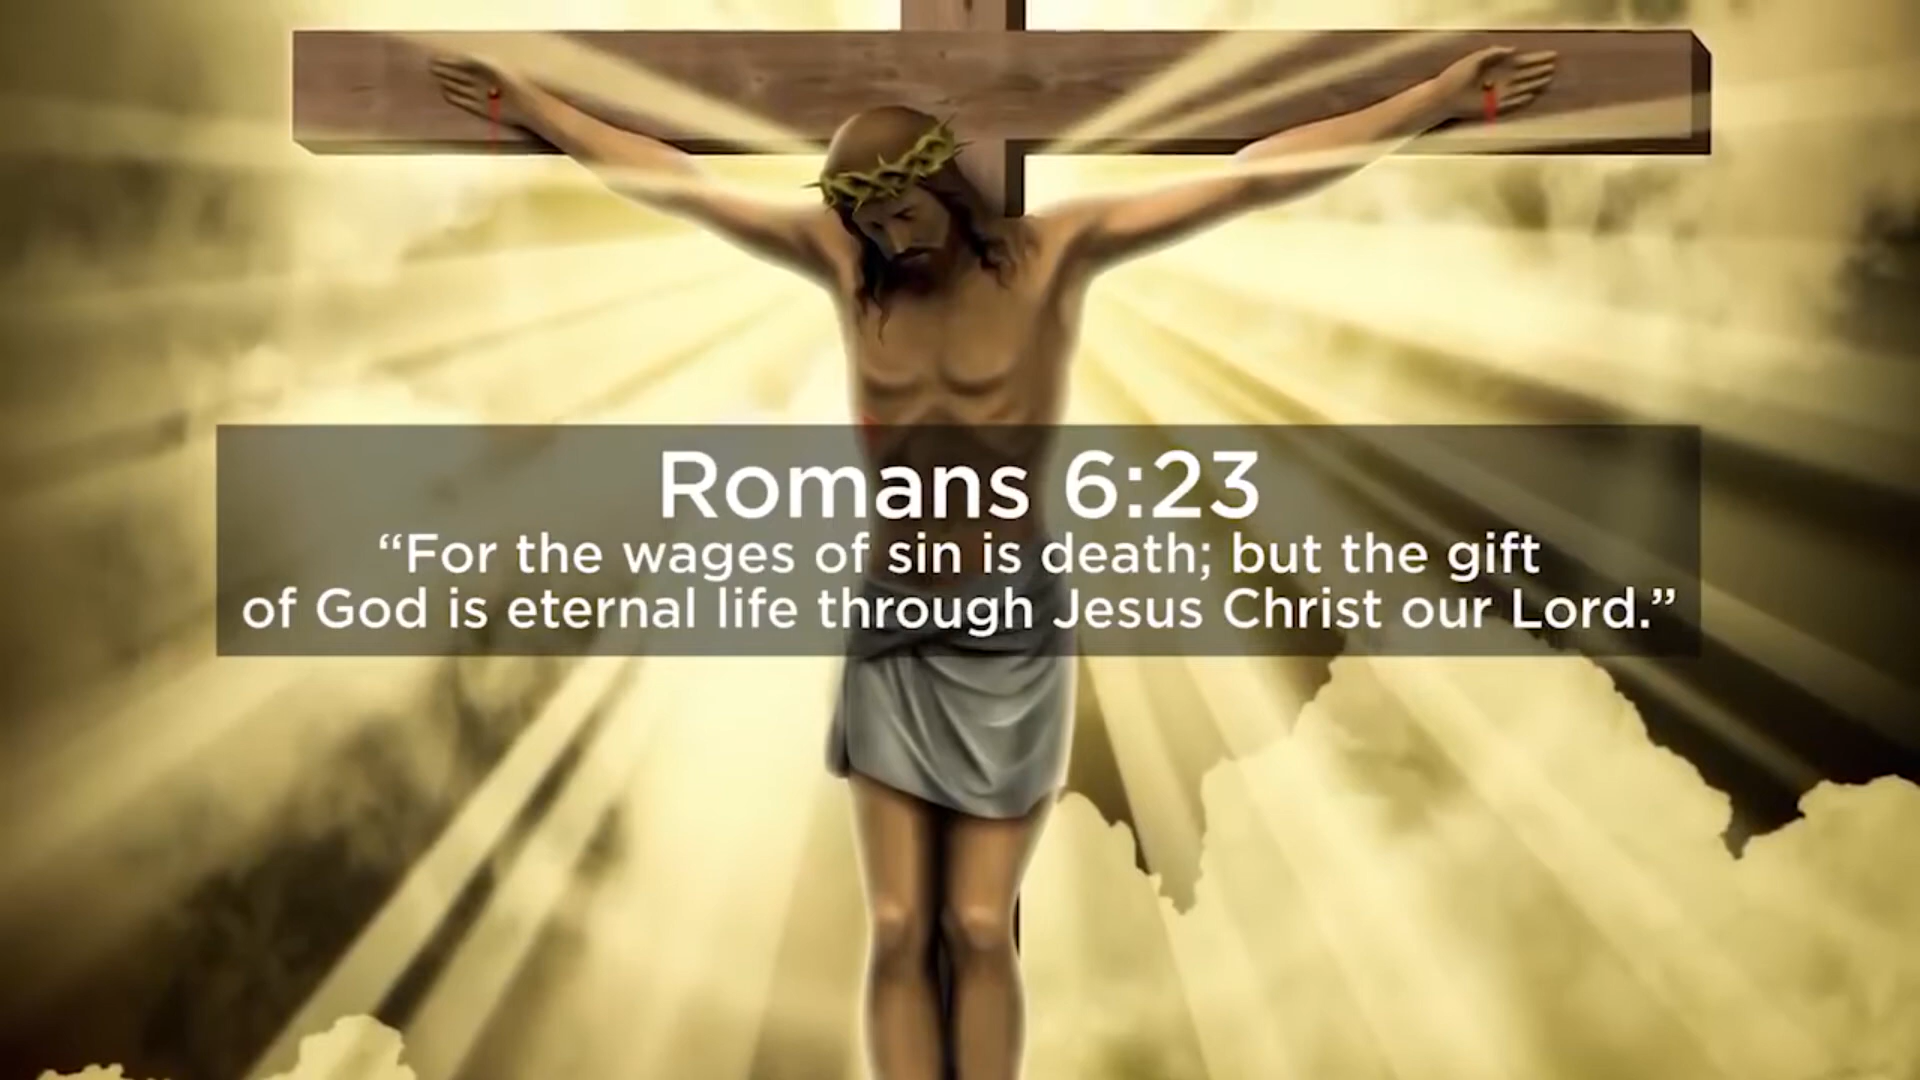 Romans 6:23
“For the wages of sin is death; but the gift
of God is eternal life through Jesus Christ our Lord.”